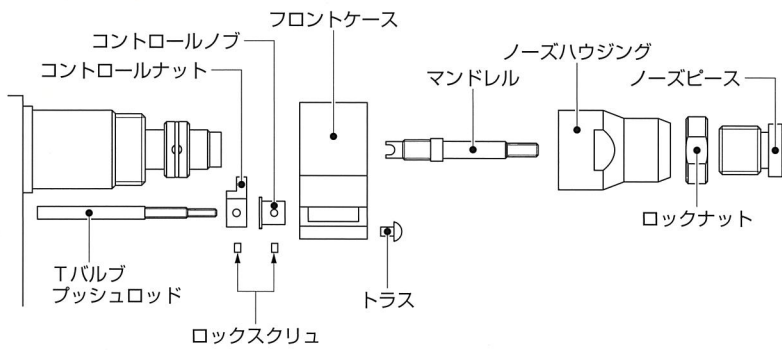 フロントケース
コントロールノブ
コントロールナット
マンドレル
ノーズハウジング
ノーズピース
ロックナット
Tバルブ
プッシュロッド
トラス
ロックスクリュ